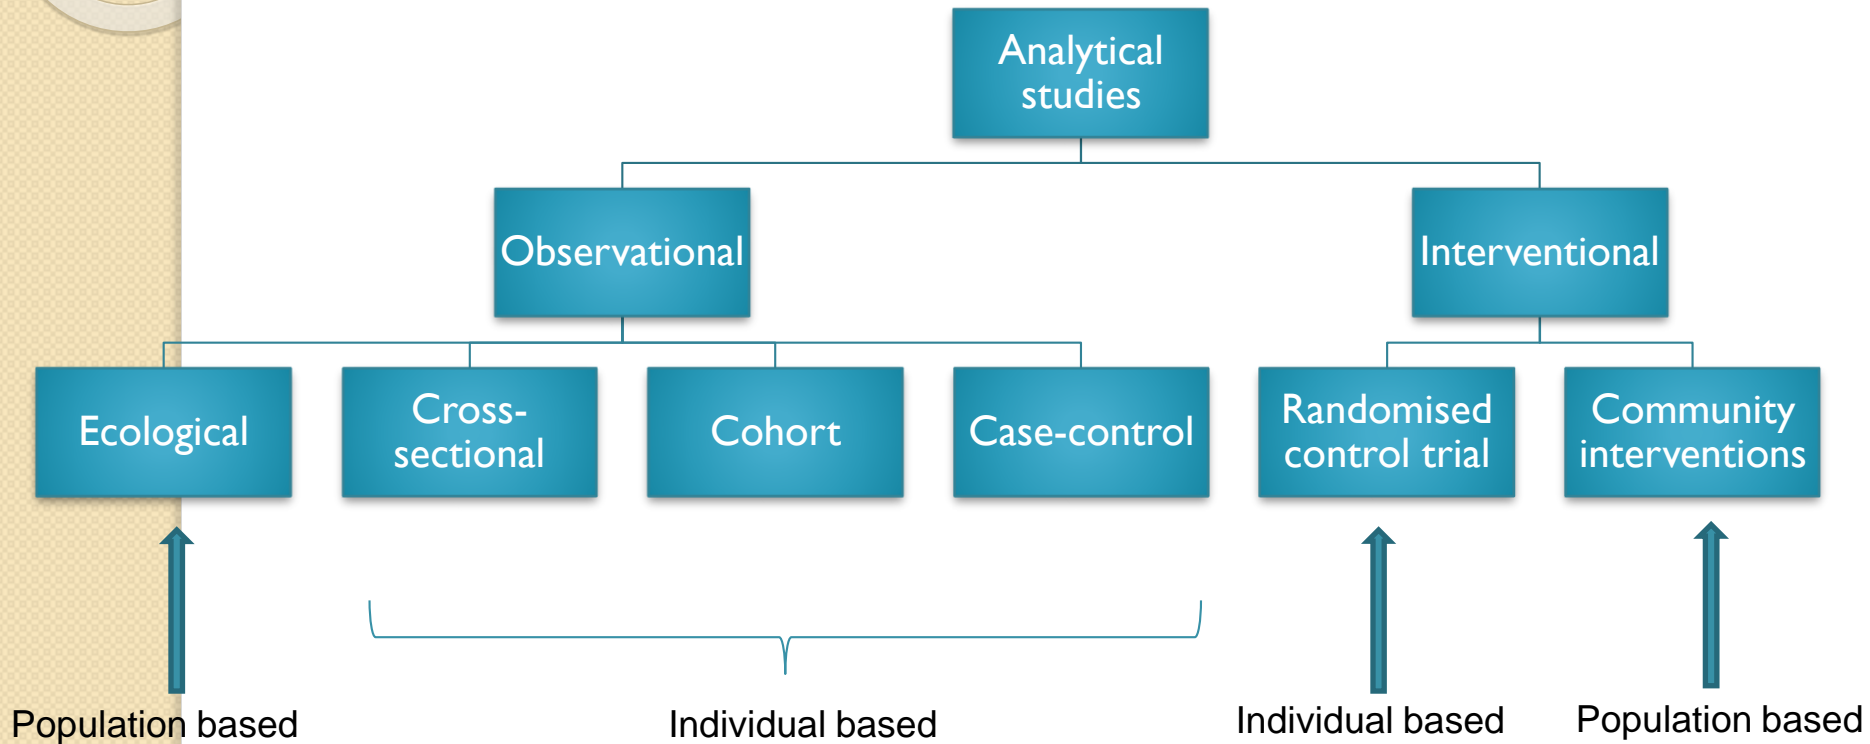 Analytical
studies
Observational
Interventional
Ecological
Cross-
sectional
Cohort
Case-control
Randomised
control trial
Community
interventions
Population based
Individual based
Individual based
Population based